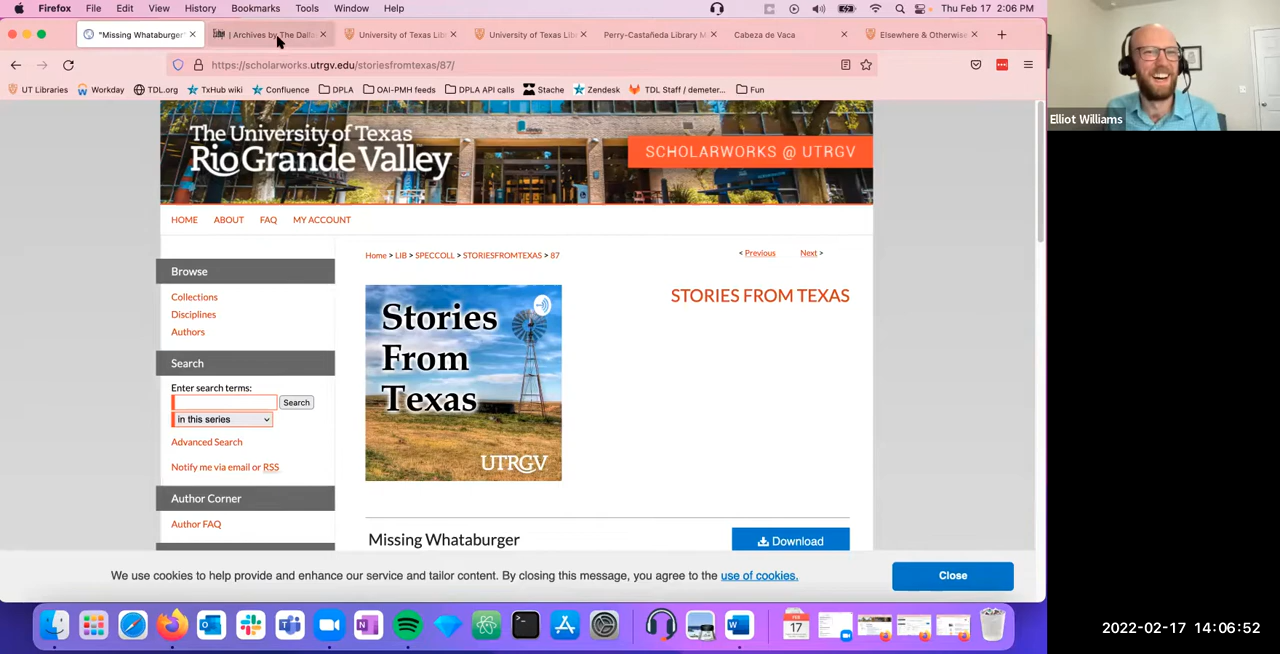 Firefox File Edit View History Bookmarks Tools Window Help Thu Feb 17 2:06 PM
"Missing Whataburger" | Archives by The Dalla University of Texas Lib University of Texas Lib Perry-Castañeda Library M Cabeza de Vaca Elsewhere & Otherwise
https://scholarworks.utrgv.edu/storiesfromtexas/87/
UT Libraries Workday TDL.org TxHub wiki Confluence DPLA OAI-PMH feeds DPLA API calls Stache Zendesk TDL Staff / demeter... Fun
Elliot Williams
The University of Texas
RioGrandeValley
SCHOLARWORKS @ UTRGV
HOME ABOUT FAQ MY ACCOUNT
Home > LIB > SPECCOLL > STORIESFROMTEXAS > 87
< Previous Next >
Browse
Collections
Disciplines
Authors
Search
Enter search terms:
Search
in this series
Advanced Search
Notify me via email or RSS
Author Corner
Author FAQ
Stories
From
Texas
UTRGV
STORIES FROM TEXAS
Missing Whataburger
Download
We use cookies to help provide and enhance our service and tailor content. By closing this message, you agree to the use of cookies.
Close
FEB
17
2022-02-17 14:06:52